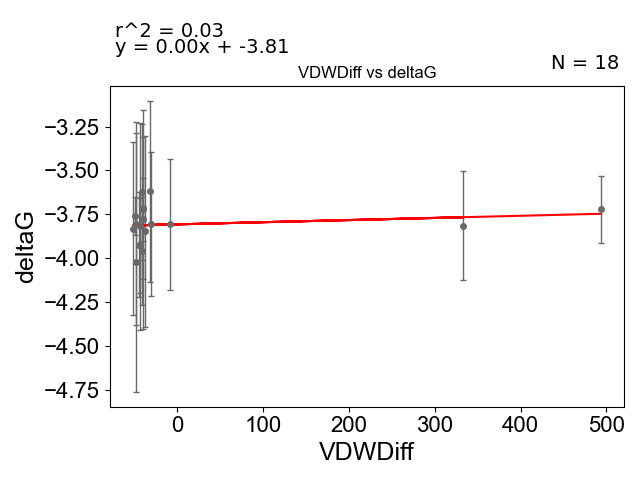 r^2 = 0.03
y = 0.00x + -3.81
N = 18
VDWDiff vs deltaG
−3.25
−3.50
−3.75
−4.00
−4.25
−4.50
−4.75
deltaG
0 100 200 300 400 500
VDWDiff